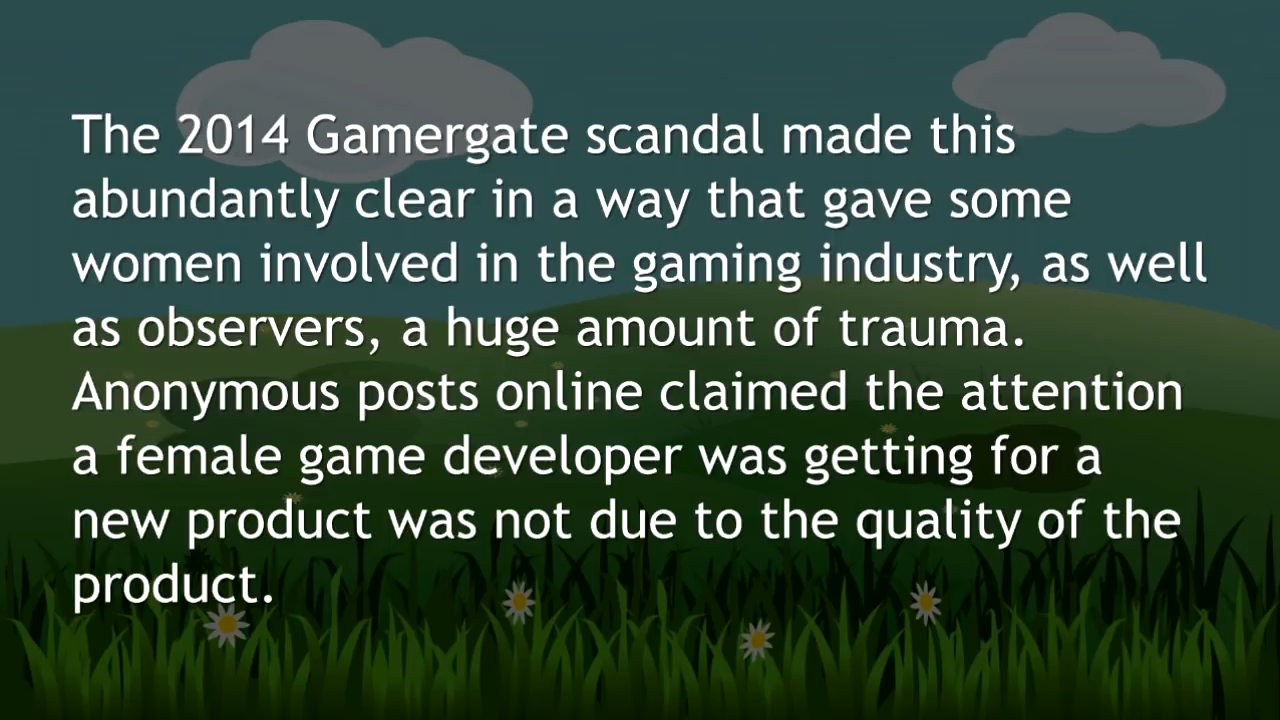 The 2014 Gamergate scandal made this
abundantly clear in a way that gave some
women involved in the gaming industry, as well
as observers, a huge amount of trauma.
Anonymous posts online claimed the attention
a female game developer was getting for a
new product was not due to the quality of the
product.